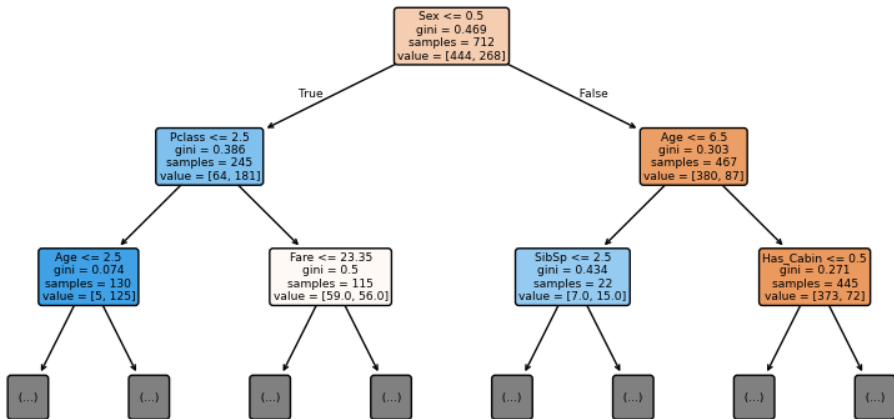 Sex <= 0.5
gini = 0.469
samples = 712
value = [444, 268]
True
False
Pclass <= 2.5
gini = 0.386
samples = 245
value = [64, 181]
Age <= 6.5
gini = 0.303
samples = 467
value = [380, 87]
Age <= 2.5
gini = 0.074
samples = 130
value = [5, 125]
Fare <= 23.35
gini = 0.5
samples = 115
value = [59.0, 56.0]
SibSp <= 2.5
gini = 0.434
samples = 22
value = [7.0, 15.0]
Has_Cabin <= 0.5
gini = 0.271
samples = 445
value = [373, 72]
(...)
(...)
(...)
(...)
(...)
(...)
(...)
(...)